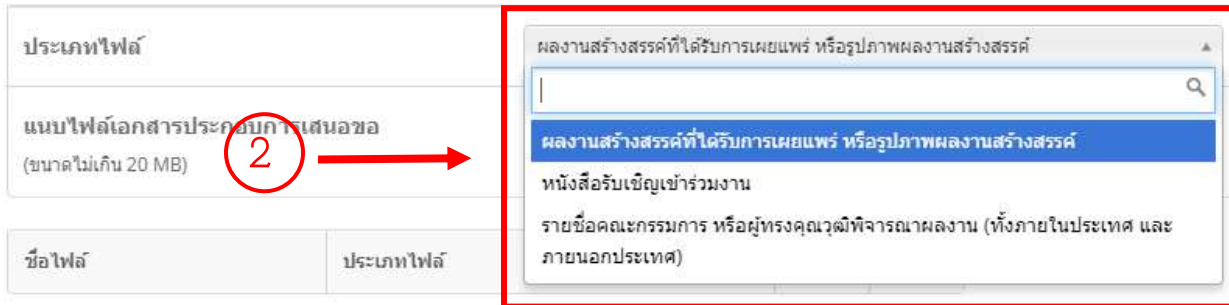 ประเภทไฟล์
ผลงานสร้างสรรค์ที่ได้รับการเผยแพร่ หรือรูปภาพผลงานสร้างสรรค์
แนบไฟล์เอกสารประกอบการเสนอขอ
(ขนาดไม่เกิน 20 MB)
2
ผลงานสร้างสรรค์ที่ได้รับการเผยแพร่ หรือรูปภาพผลงานสร้างสรรค์
หนังสือรับเชิญเข้าร่วมงาน
รายชื่อคณะกรรมการ หรือผู้ทรงคุณวุฒิพิจารณาผลงาน (ทั้งภายในประเทศ และ
ภายนอกประเทศ)
ชื่อไฟล์ ประเภทไฟล์